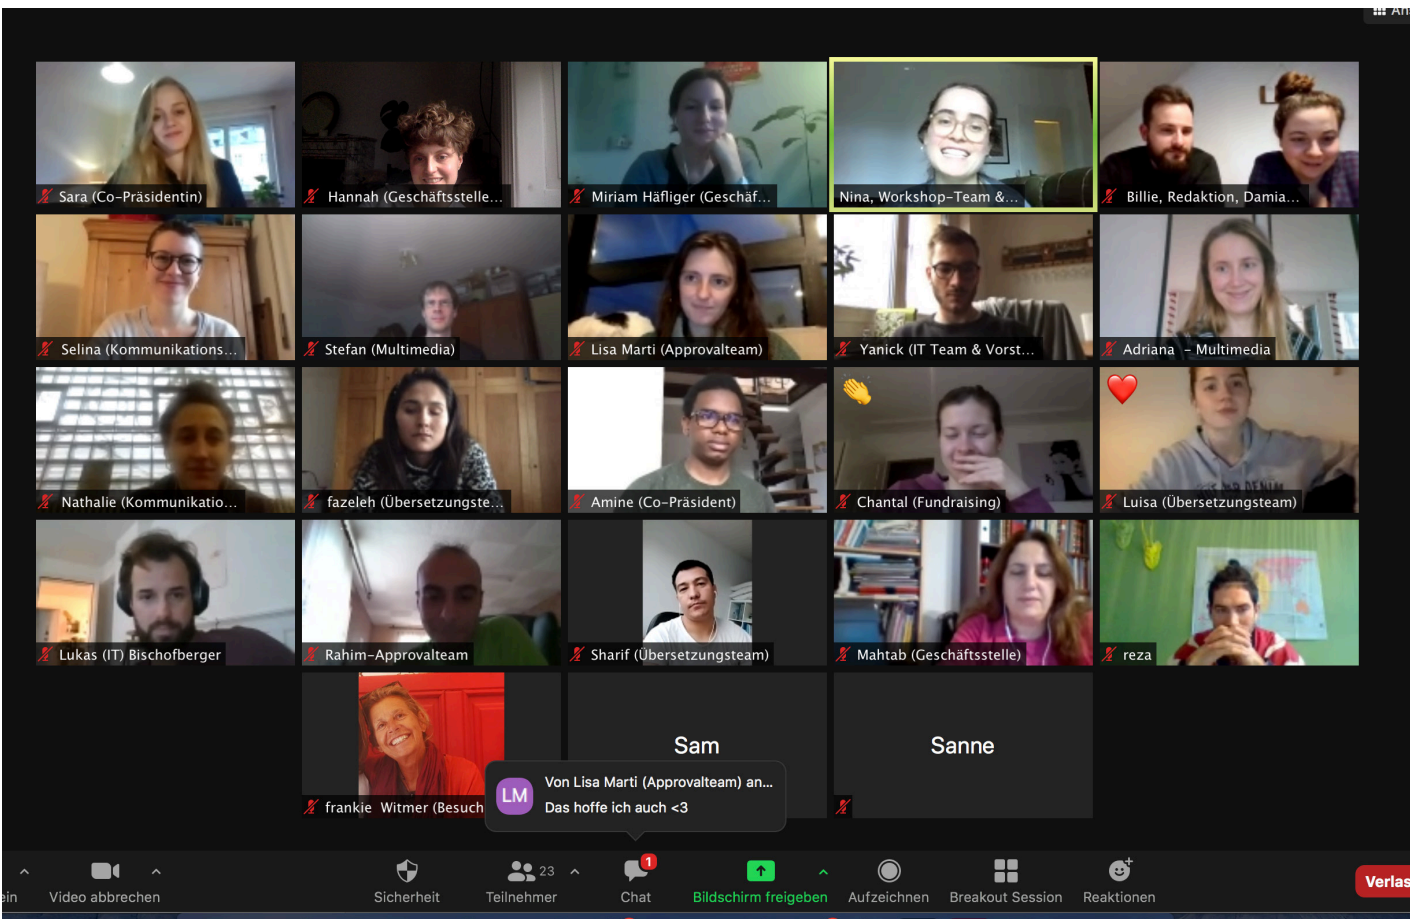 Sara (Co-Präsidentin)
Hannah (Geschäftsstelle...
Miriam Häfliger (Geschäf...
Nina, Workshop-Team &...
Billie, Redaktion, Damia...
Selina (Kommunikations...
Stefan (Multimedia)
Lisa Marti (Approvalteam)
Yanick (IT Team & Vorst...
Adriana - Multimedia
Nathalie (Kommunikatio...
fazeleh (Übersetzungste...
Amine (Co-Präsident)
Chantal (Fundraising)
Luisa (Übersetzungsteam)
Lukas (IT) Bischofberger
Rahim-Approvalteam
Sharif (Übersetzungsteam)
Mahtab (Geschäftsstelle)
reza
frankie Witmer (Besuch
Sam
Sanne
LM
Von Lisa Marti (Approvalteam) an...
Das hoffe ich auch <3
ein
Video abbrechen
Sicherheit
23
Teilnehmer
1
Chat
Bildschirm freigeben
Aufzeichnen
Breakout Session
Reaktionen
Verlas